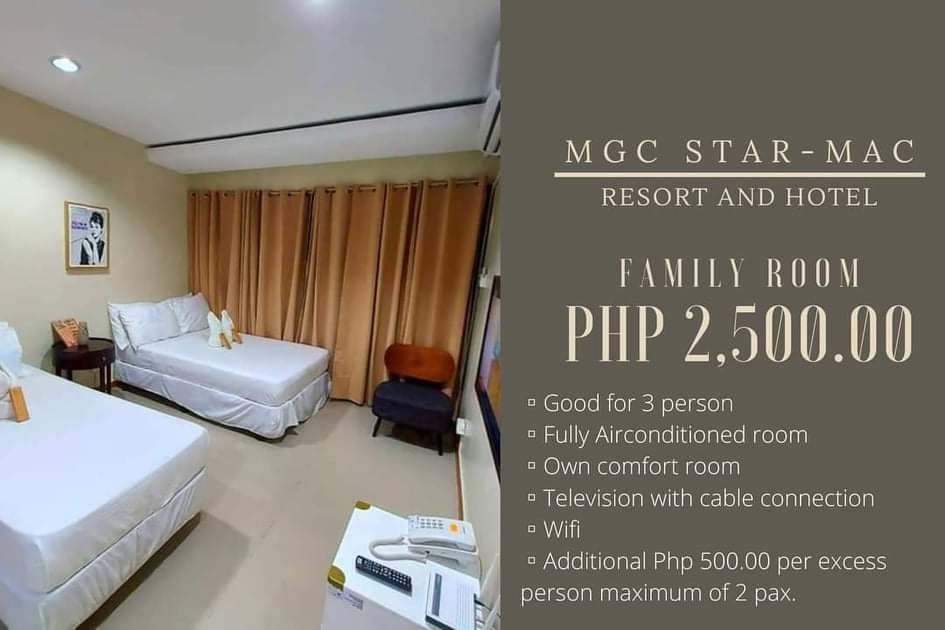 MGC STAR-MAC
RESORT AND HOTEL
FAMILY ROOM
PHP 2,500.00
▫ Good for 3 person
▫ Fully Airconditioned room
▫ Own comfort room
▫ Television with cable connection
▫ Wifi
▫ Additional Php 500.00 per excess
person maximum of 2 pax.